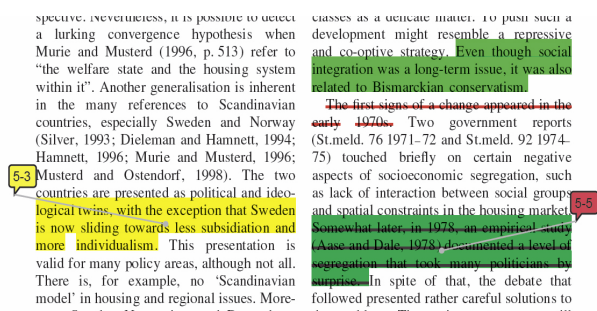 spective. Nevertheless, it is possible to detect
a lurking convergence hypothesis when
Murie and Musterd (1996, p. 513) refer to
“the welfare state and the housing system
within it”. Another generalisation is inherent
in the many references to Scandinavian
countries, especially Sweden and Norway
(Silver, 1993; Dieleman and Hamnett, 1994;
Hamnett, 1996; Murie and Musterd, 1996;
5-3
Musterd and Ostendorf, 1998). The two
countries are presented as political and ideo-
logical twins, with the exception that Sweden
is now sliding towards less subsidiation and
more individualism. This presentation is
valid for many policy areas, although not all.
There is, for example, no ‘Scandinavian
model’ in housing and regional issues. More-
classes as a delicate matter. To push such a
development might resemble a repressive
and co-optive strategy. Even though social
integration was a long-term issue, it was also
related to Bismarckian conservatism.
The first signs of a change appeared in the
early 1970s. Two government reports
(St.meld. 76 1971–72 and St.meld. 92 1974–
75) touched briefly on certain negative
aspects of socioeconomic segregation, such
as lack of interaction between social groups
and spatial constraints in the housing market.
5-5
Somewhat later, in 1978, an empirical study
(Aase and Dale, 1978) documented a level of
segregation that took many politicians by
surprise. In spite of that, the debate that
followed presented rather careful solutions to